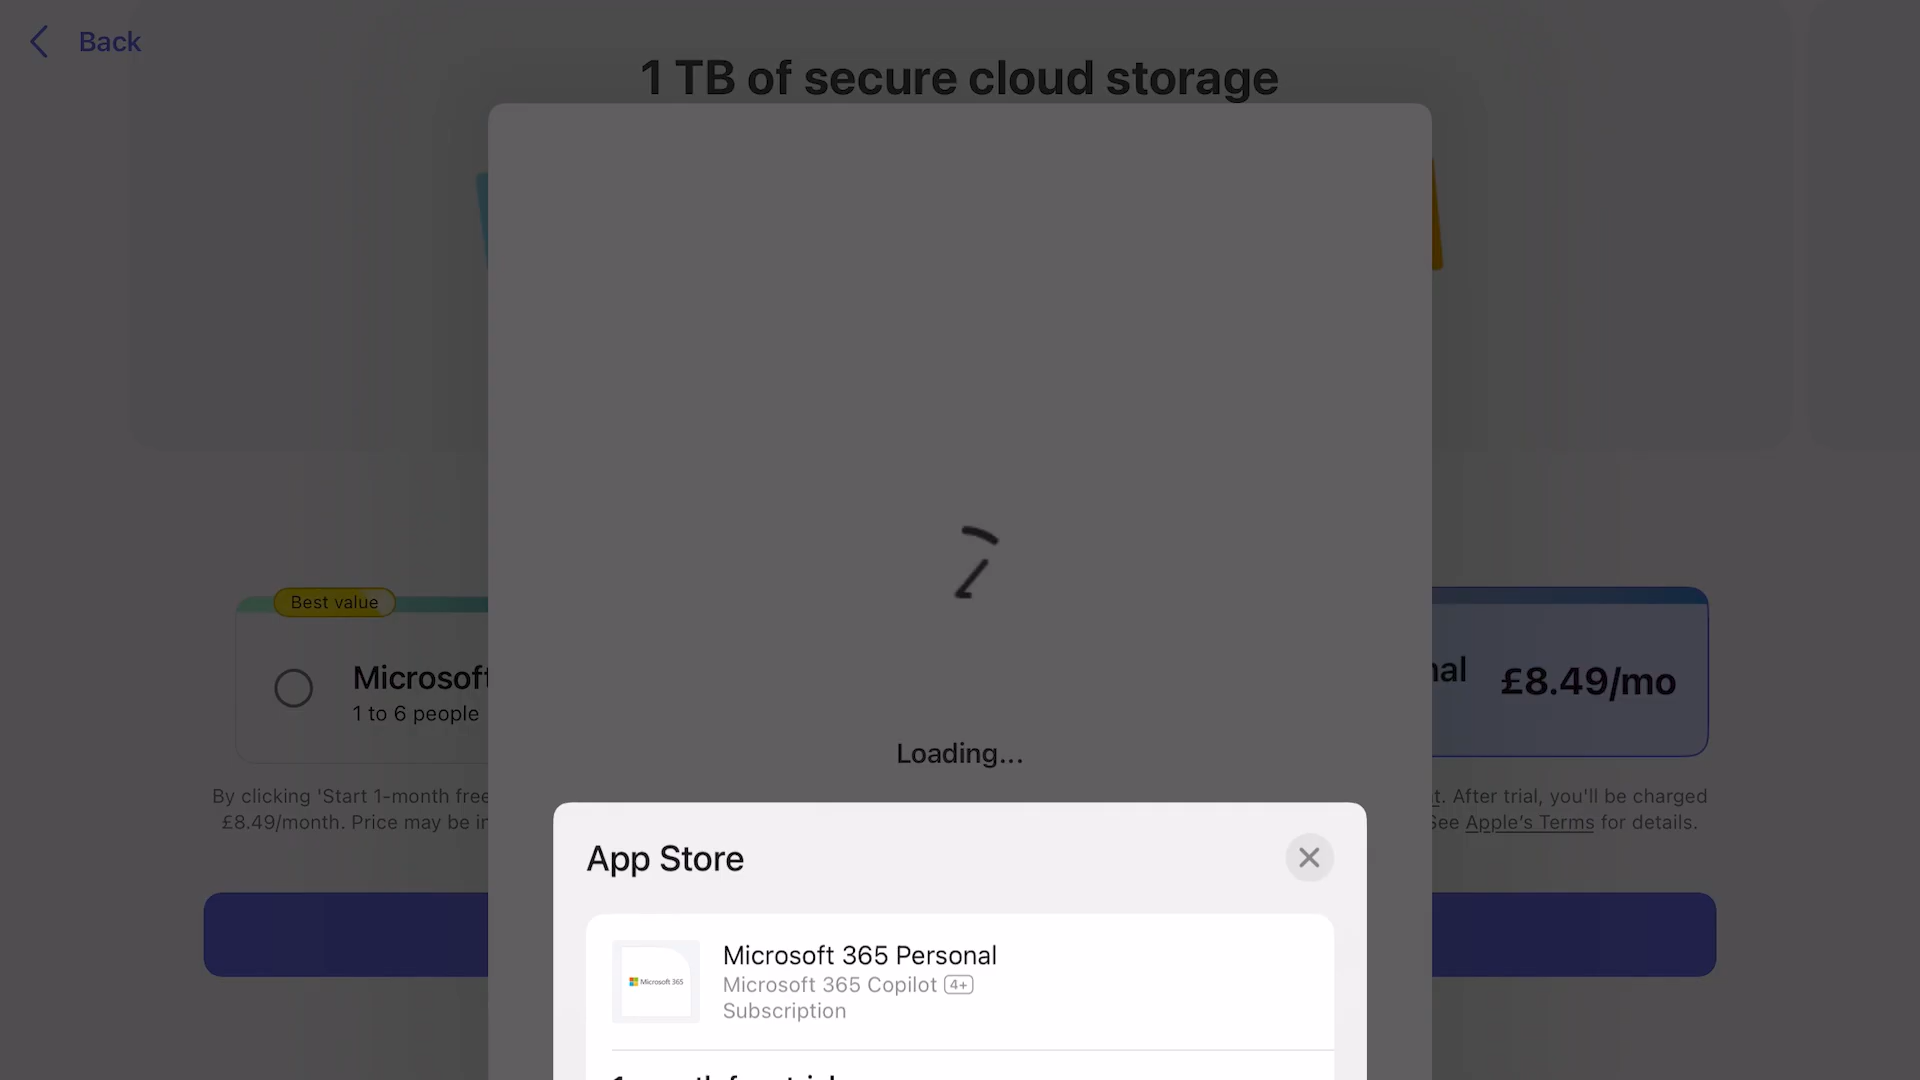 Back
1 TB of secure cloud storage
Best value
Microsoft
1 to 6 people
£8.49/mo
By clicking 'Start 1-month free
£8.49/month. Price may be
After trial, you'll be charged
See Apple's Terms for details.
Loading...
App Store
Microsoft 365
Microsoft 365 Personal
Microsoft 365 Copilot 4+
Subscription